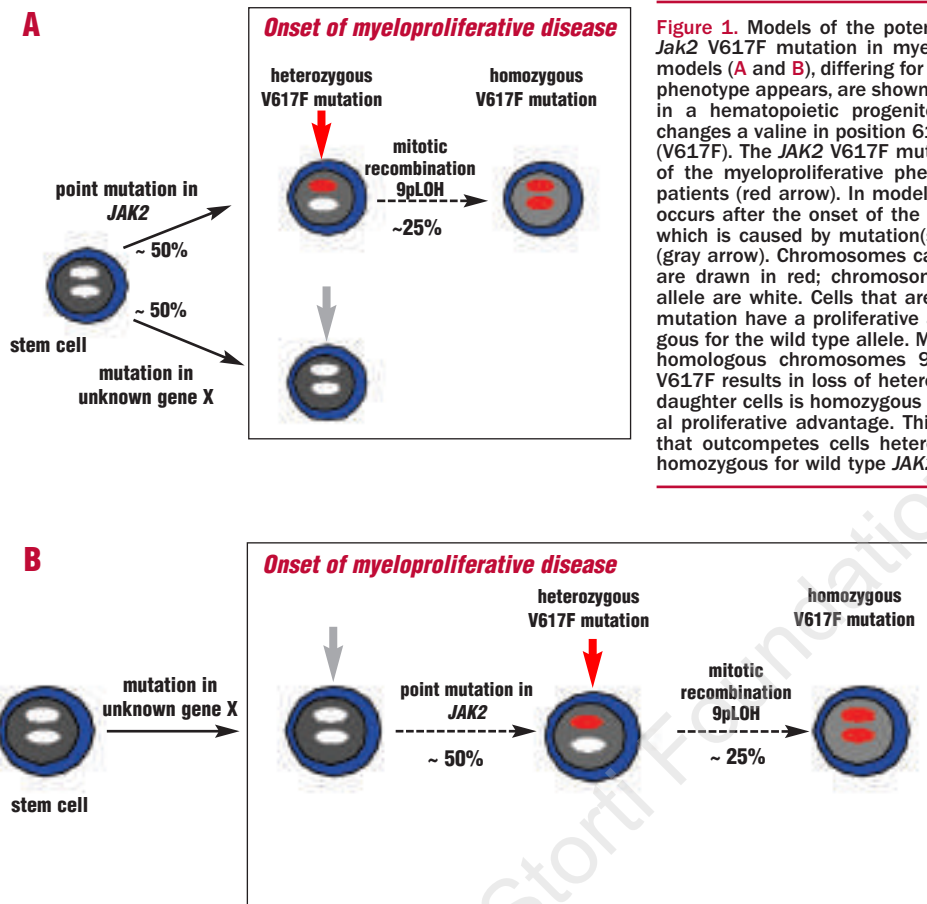 A
Onset of myeloproliferative disease
heterozygous
V617F mutation
homozygous
V617F mutation
point mutation in
JAK2
~ 50%
mitotic
recombination
9pLOH
~25%
stem cell
~ 50%
mutation in
unknown gene X
Figure 1. Models of the poten
Jak2 V617F mutation in mye
models (A and B), differing for
phenotype appears, are shown
in a hematopoietic progenit
changes a valine in position 6
(V617F). The JAK2 V617F mut
of the myeloproliferative phe
patients (red arrow). In model
occurs after the onset of the
which is caused by mutation(
(gray arrow). Chromosomes ca
are drawn in red; chromoson
allele are white. Cells that are
mutation have a proliferative
gous for the wild type allele. M
homologous chromosomes 9
V617F results in loss of heter
daughter cells is homozygous
al proliferative advantage. Thi
that outcompetes cells heter
homozygous for wild type JAK
B
Onset of myeloproliferative disease
heterozygous
V617F mutation
homozygous
V617F mutation
mutation in
unknown gene X
point mutation in
JAK2
~ 50%
mitotic
recombination
9pLOH
~ 25%
stem cell
Storti Foundatio